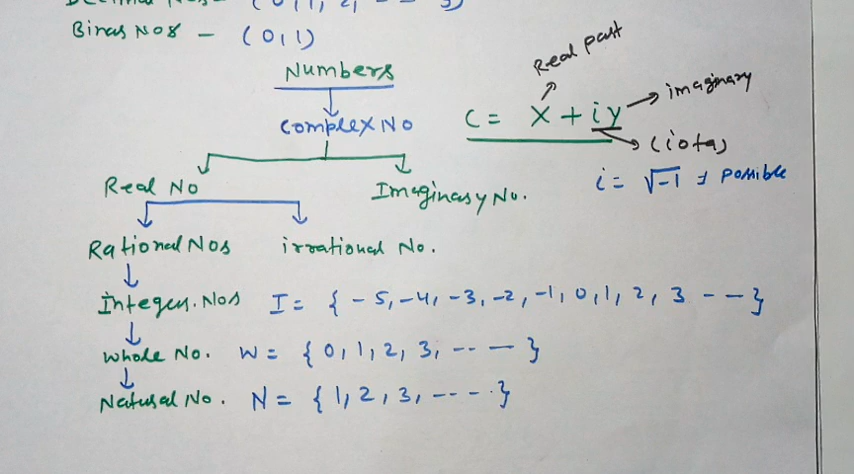 Binary Nos - (0,1)
Numbers
Real part
Complex No
C = X + iy
imaginary
(iota)
Real No
Imaginary No.
i = √-1 ≠ possible
Rational Nos
irrational No.
Integer. Nos I = { - 5, -4, -3, -2, -1, 0, 1, 2, 3 - - }
Whole No. W = { 0, 1, 2, 3, -- - }
Natural No. N = { 1, 2, 3, --- - }